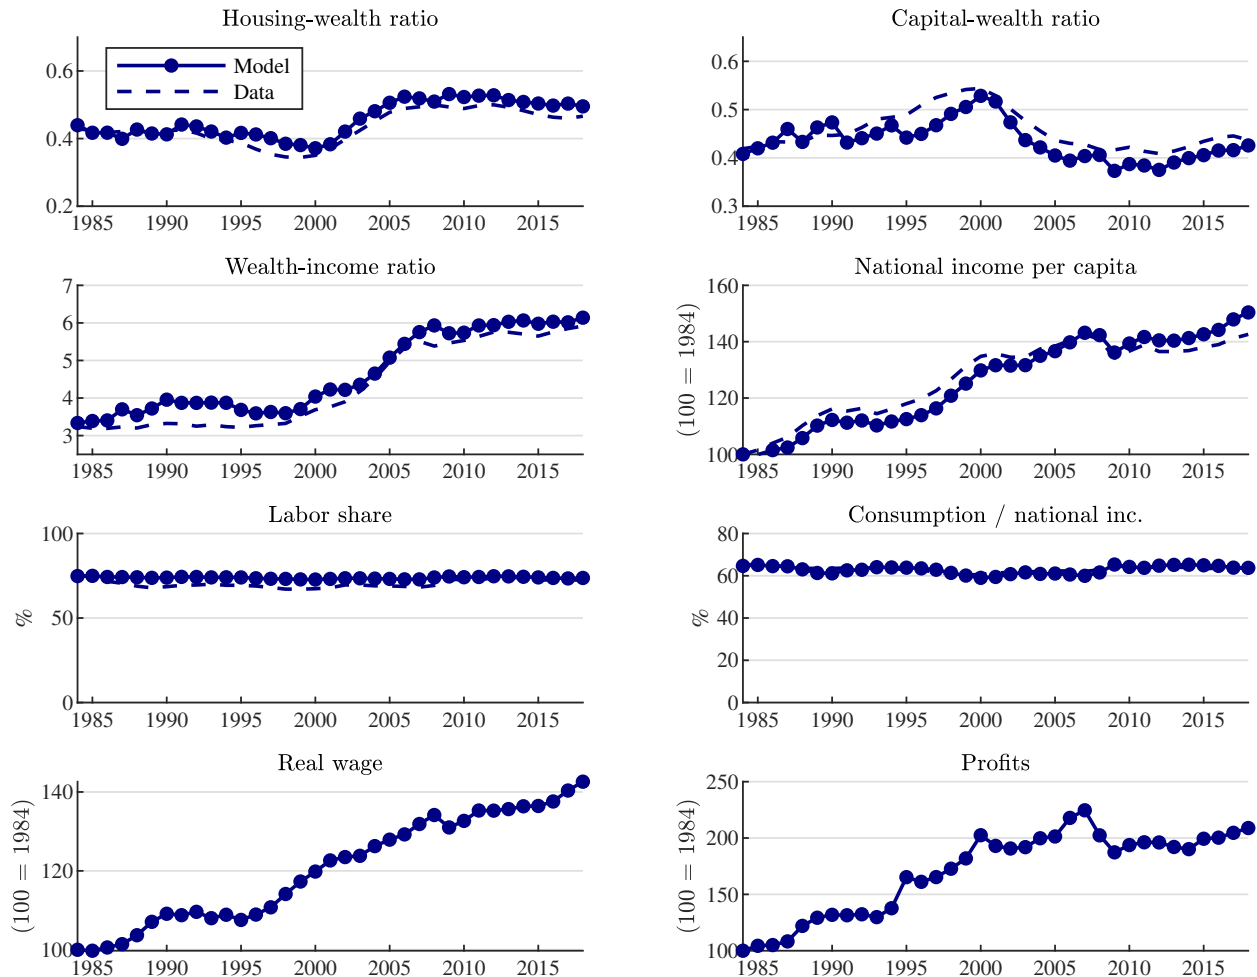 Housing-wealth ratio
Model
Data
0.6
0.4
0.2
1985 1990 1995 2000 2005 2010 2015
Capital-wealth ratio
0.6
0.5
0.4
0.3
1985 1990 1995 2000 2005 2010 2015
Wealth-income ratio
7
6
5
4
3
1985 1990 1995 2000 2005 2010 2015
National income per capita
(100 = 1984)
160
140
120
100
1985 1990 1995 2000 2005 2010 2015
Labor share
%
100
50
0
1985 1990 1995 2000 2005 2010 2015
Consumption / national inc.
%
80
60
40
20
0
1985 1990 1995 2000 2005 2010 2015
Real wage
(100 = 1984)
140
120
100
1985 1990 1995 2000 2005 2010 2015
Profits
(100 = 1984)
250
200
150
100
1985 1990 1995 2000 2005 2010 2015